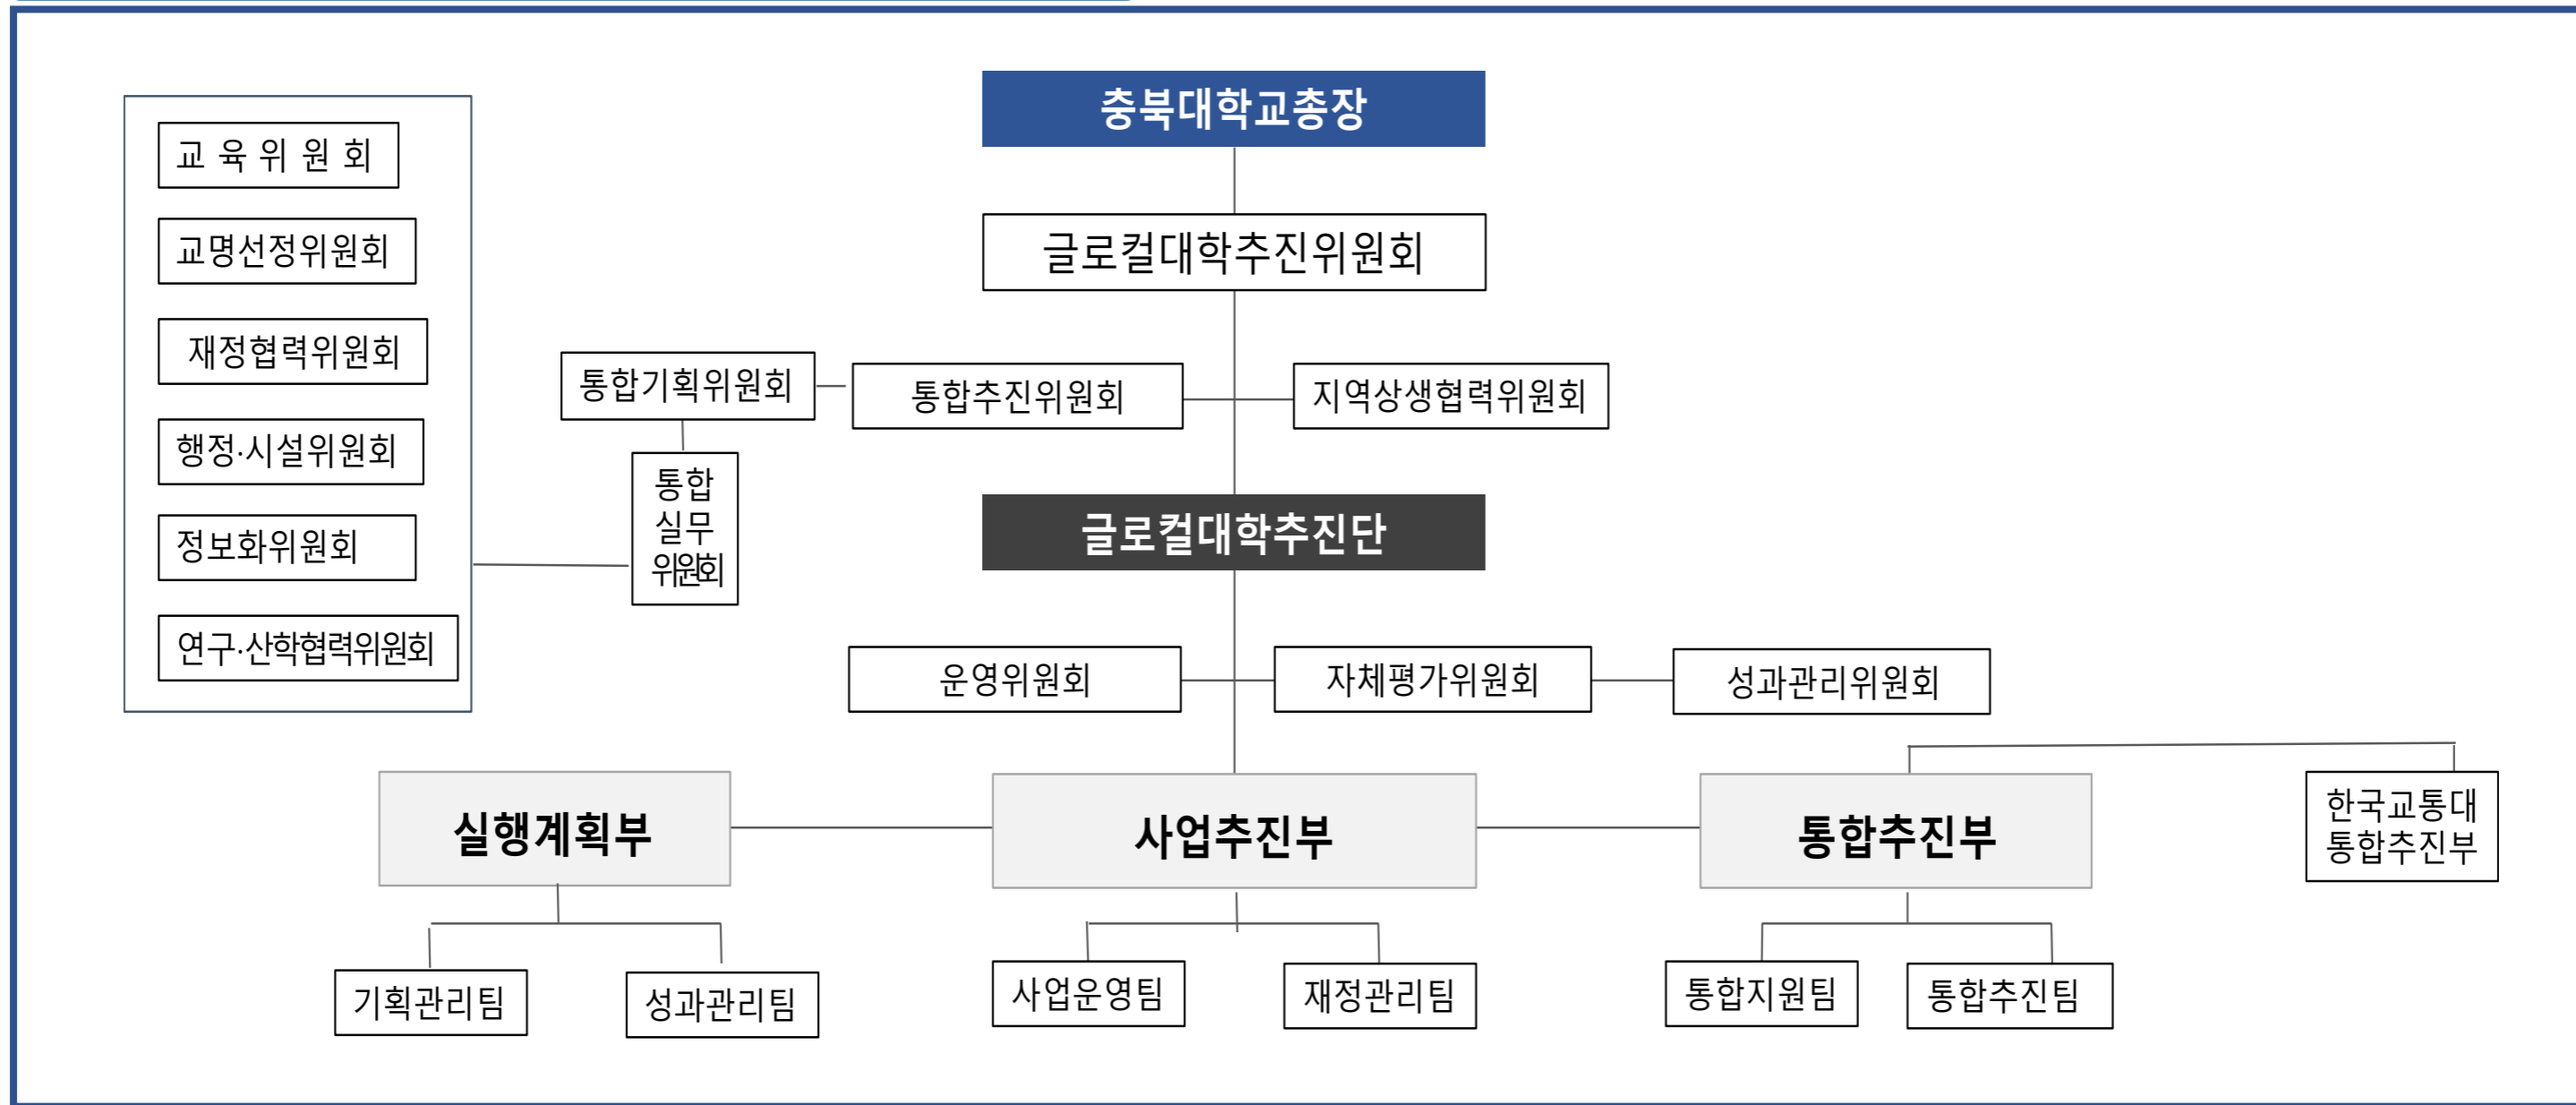 충북대학교총장
글로컬대학추진위원회
교 육 위 원 회
교명선정위원회
재정협력위원회
행정·시설위원회
정보화위원회
연구·산학협력위원회
통합기획위원회
통합추진위원회
지역상생협력위원회
통합
실무
위원회
글로컬대학추진단
운영위원회
자체평가위원회
성과관리위원회
실행계획부
사업추진부
통합추진부
한국교통대
통합추진부
기획관리팀
성과관리팀
사업운영팀
재정관리팀
통합지원팀
통합추진팀